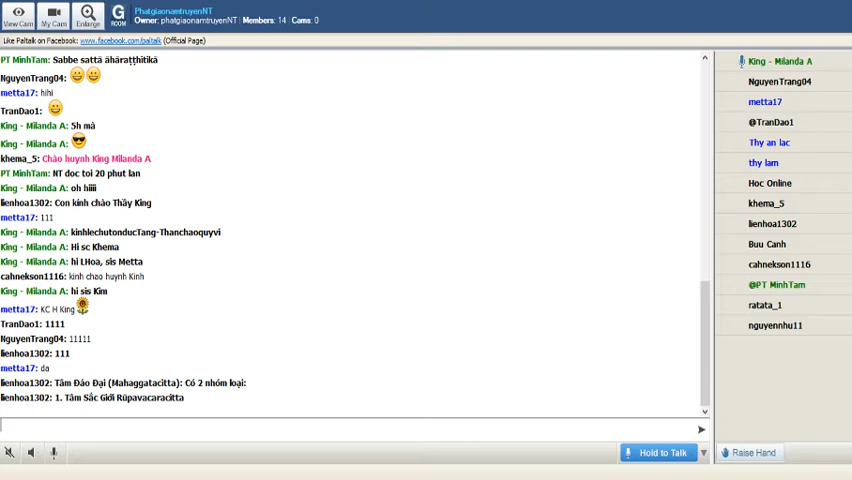 View Cam
My Cam
Enlarge
G
ROOM
PhatgiaonamtruyenNT
Owner: phatgiaonamtruyenNT | Members: 14 | Cams: 0
Like Paltalk on Facebook: www.facebook.com/paltalk (Official Page)
PT MinhTam: Sabbe sattā āhāraṭṭhitikā
NguyenTrang04:
metta17: hihi
TranDao1:
King - Milanda A: 5h mà
King - Milanda A:
khema_5: Chào huynh King Milanda A
PT MinhTam: NT doc toi 20 phut lan
King - Milanda A: oh hiiii
lienhoa1302: Con kính chào Thầy King
metta17: 111
King - Milanda A: kinhlechutonducTang-Thanchaoquyvi
King - Milanda A: Hi sc Khema
King - Milanda A: hi LHoa, sis Metta
cahnekson1116: kinh chao huynh Kinh
King - Milanda A: hi sis Kim
metta17: KC H King
TranDao1: 1111
NguyenTrang04: 11111
lienhoa1302: 111
metta17: da
lienhoa1302: Tâm Đáo Đại (Mahaggatacitta): Có 2 nhóm loại:
lienhoa1302: 1. Tâm Sắc Giới Rūpavacaracitta
King - Milanda A
NguyenTrang04
metta17
@TranDao1
Thy an lac
thy lam
Hoc Online
khema_5
lienhoa1302
Buu Canh
cahnekson1116
@PT MinhTam
ratata_1
nguyennhu11
Hold to Talk
Raise Hand